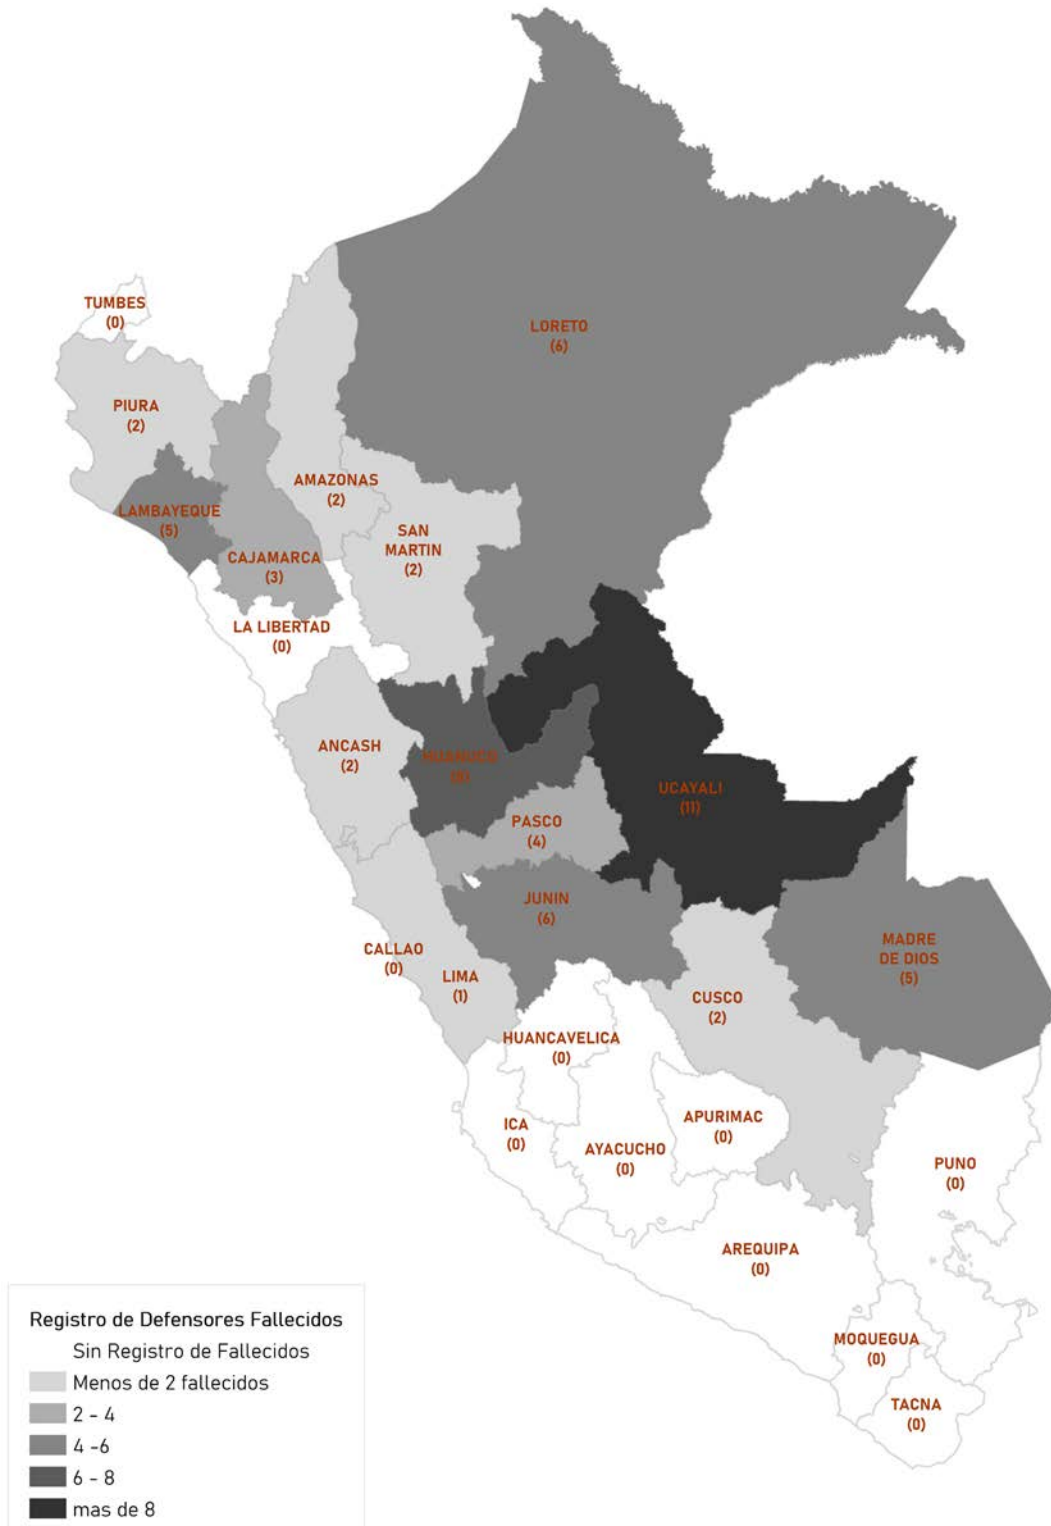 TUMBES
(0)
LORETO
(6)
PIURA
(2)
AMAZONAS
(2)
LAMBAYEQUE
(5)
SAN
MARTIN
(2)
CAJAMARCA
(3)
LA LIBERTAD
(0)
ANCASH
(2)
HUANUCO
UCAYALI
(11)
PASCO
(4)
JUNIN
(6)
MADRE
DE DIOS
(5)
CALLAO
(0)
LIMA
(1)
CUSCO
(2)
HUANCAVELICA
(0)
ICA
(0)
APURIMAC
(0)
AYACUCHO
(0)
PUNO
(0)
AREQUIPA
(0)
MOQUEGUA
(0)
TACNA
(0)
Registro de Defensores Fallecidos
Sin Registro de Fallecidos
Menos de 2 fallecidos
2 - 4
4 -6
6 - 8
mas de 8